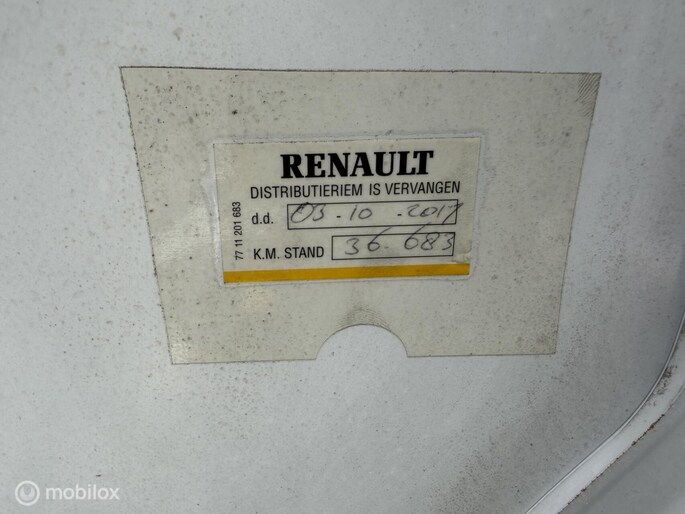 RENAULT
DISTRIBUTIERIEM IS VERVANGEN
d.d. 03-10-2017
K.M. STAND 36.683
77 11 201 683
mobilox